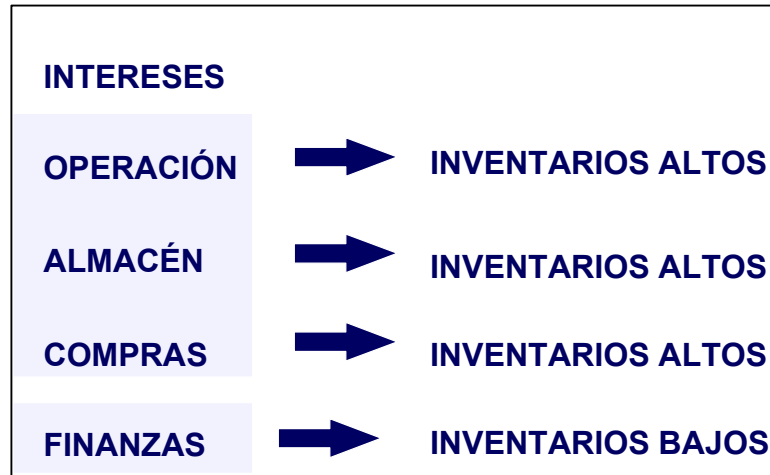 INTERESES
OPERACIÓN INVENTARIOS ALTOS
ALMACÉN INVENTARIOS ALTOS
COMPRAS INVENTARIOS ALTOS
FINANZAS INVENTARIOS BAJOS